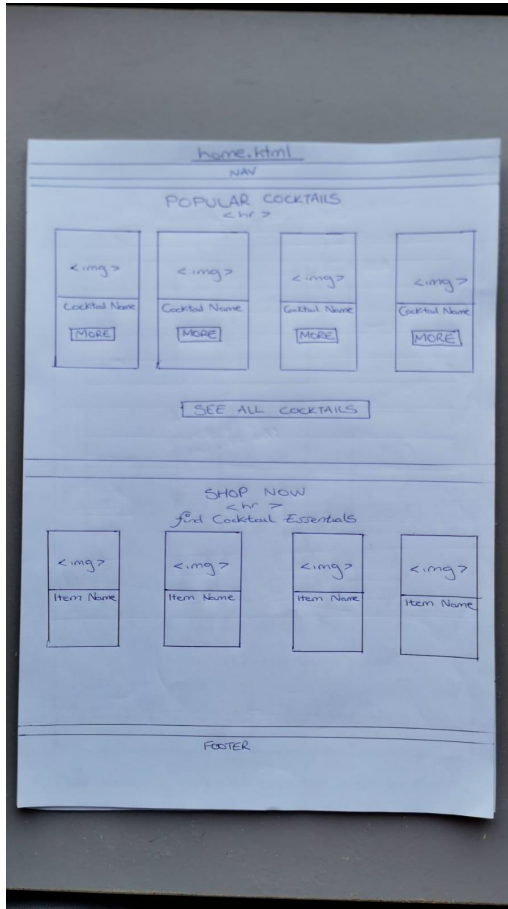 home.html
NAV
POPULAR COCKTAILS
<hr>
<img> <img> <img> <img>
Cocktail Name Cocktail Name Cocktail Name Cocktail Name
MORE MORE MORE MORE
SEE ALL COCKTAILS
SHOP NOW
<hr>
find Cocktail Essentials
<img> <img> <img> <img>
Item Name Item Name Item Name Item Name
FOOTER